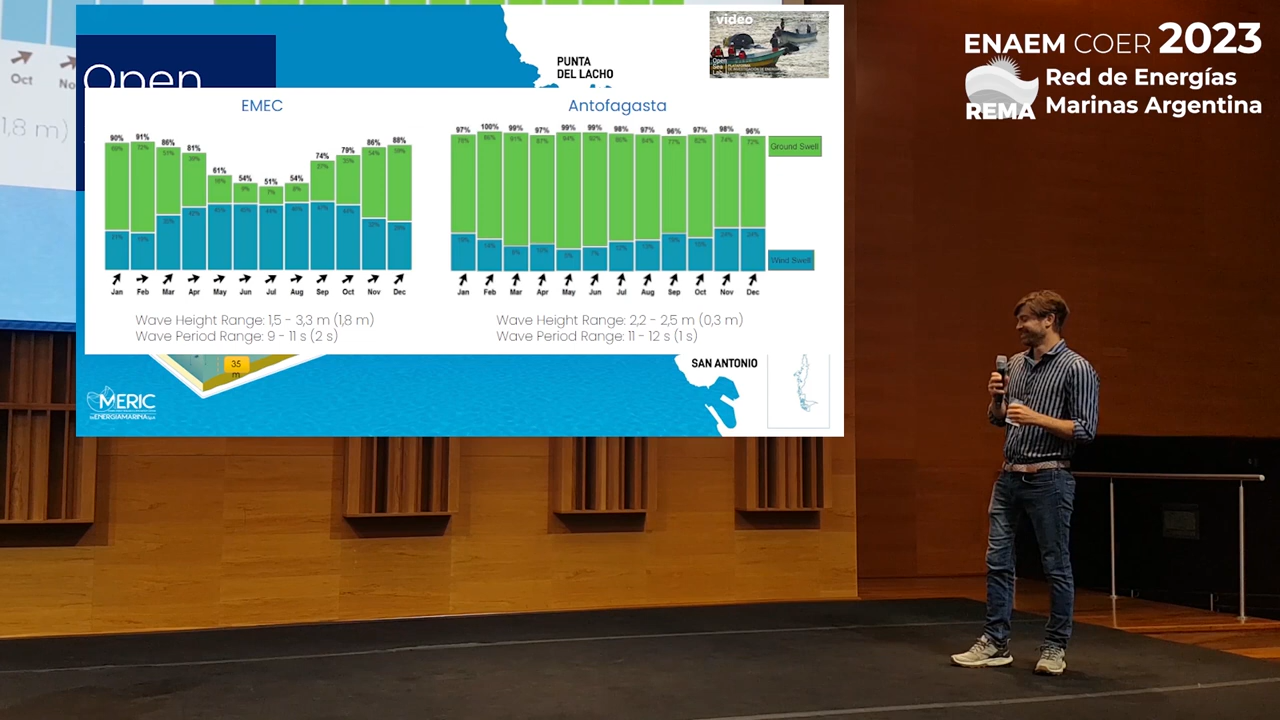 ENAEM COER 2023
Red de Energías
Marinas Argentina
REMA
video
PUNTA
DEL LACHO
Open
EMEC
Antofagasta
90% 91% 86% 81% 61% 54% 51% 54% 74% 79% 86% 88%
97% 100% 99% 97% 99% 99% 98% 97% 96% 97% 98% 96%
Ground Swell
Wind Swell
Jan Feb Mar Apr May Jun Jul Aug Sep Oct Nov Dec
Jan Feb Mar Apr May Jun Jul Aug Sep Oct Nov Dec
Wave Height Range: 1,5 - 3,3 m (1,8 m)
Wave Period Range: 9 - 11 s (2 s)
Wave Height Range: 2,2 - 2,5 m (0,3 m)
Wave Period Range: 11 - 12 s (1 s)
35
m
SAN ANTONIO
MERIC
Oct
No
1,8 m)